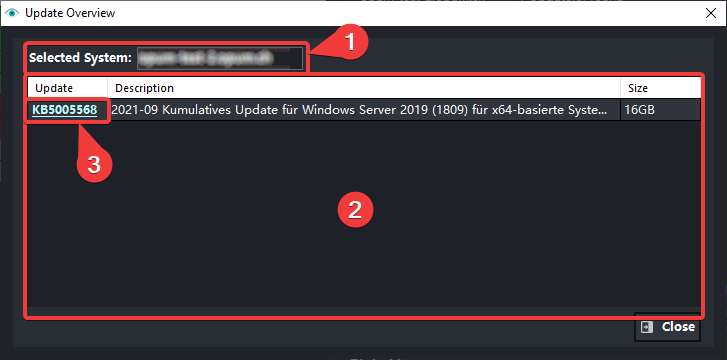 Update Overview
1
Selected System:
Update Description Size
KB5005568 2021-09 Kumulatives Update für Windows Server 2019 (1809) für x64-basierte Syste... 16GB
3
2
Close